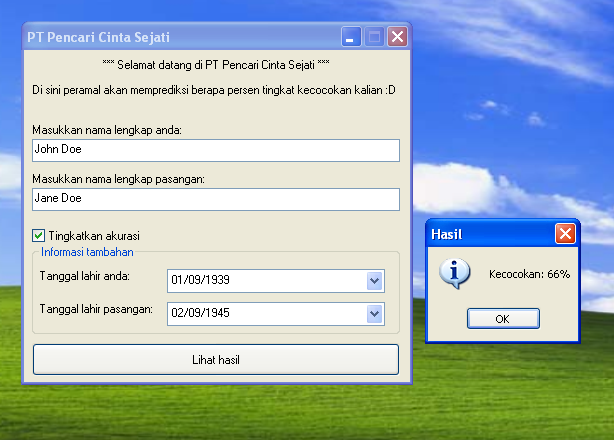 PT Pencari Cinta Sejati
*** Selamat datang di PT Pencari Cinta Sejati ***
Di sini peramal akan memprediksi berapa persen tingkat kecocokan kalian :D
Masukkan nama lengkap anda:
John Doe
Masukkan nama lengkap pasangan:
Jane Doe
Tingkatkan akurasi
Informasi tambahan
Tanggal lahir anda:
01/09/1939
Tanggal lahir pasangan:
02/09/1945
Lihat hasil
Hasil
Kecocokan: 66%
OK